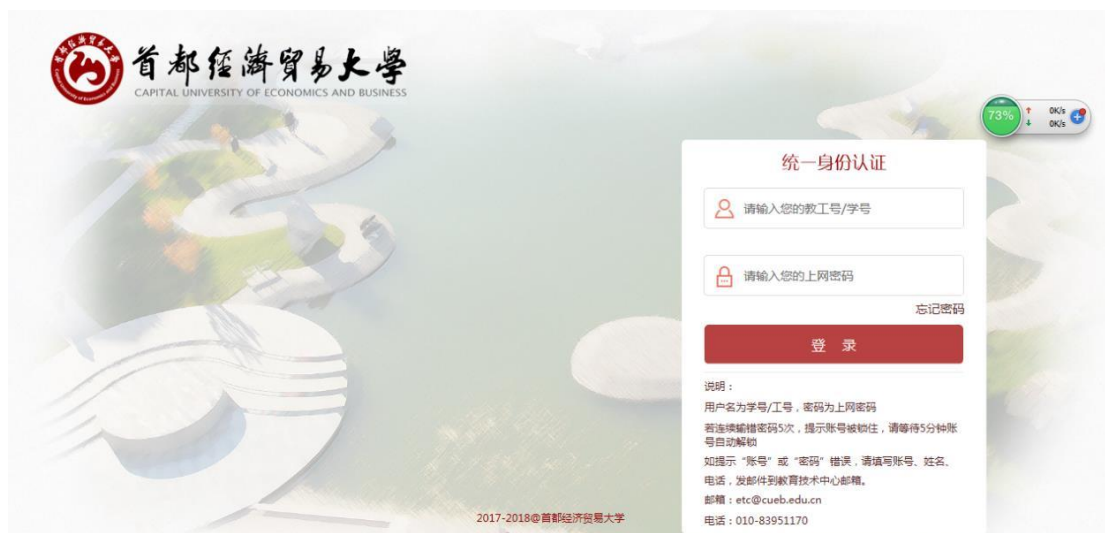 首都經濟貿易大學
CAPITAL UNIVERSITY OF ECONOMICS AND BUSINESS
73%
0K/s
0K/s
统一身份认证
请输入您的教工号/学号
请输入您的上网密码
忘记密码
登 录
说明：
用户名为学号/工号，密码为上网密码
若连续输错密码5次，提示账号被锁住，请等待5分钟账
号自动解锁
如提示“账号”或“密码”错误，请填写账号、姓名、
电话，发邮件到教育技术中心邮箱。
邮箱：etc@cueb.edu.cn
电话：010-83951170
2017-2018@首都经济贸易大学